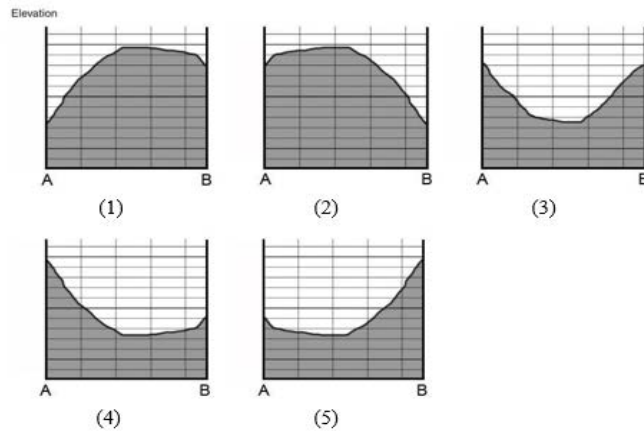 Elevation
A B A B A B
(1) (2) (3)
A B A B
(4) (5)